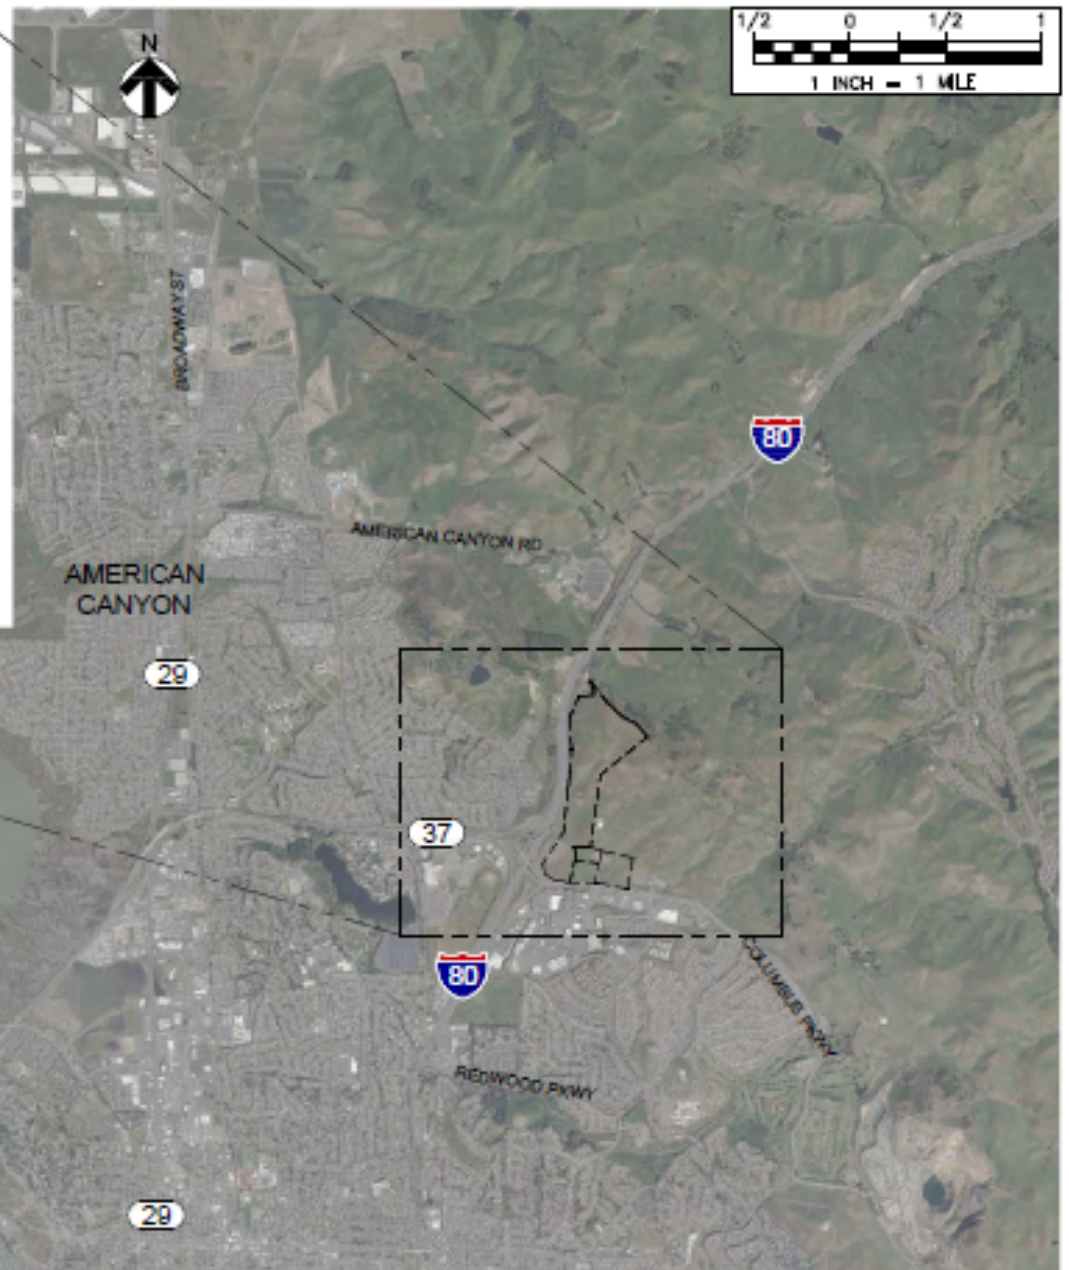 1/2 0 1/2 1
1 INCH = 1 MILE
N
BROADWAY ST
80
AMERICAN CANYON RD
AMERICAN
CANYON
29
37
80
COLUMBUS PKWY
REDWOOD PKWY
29